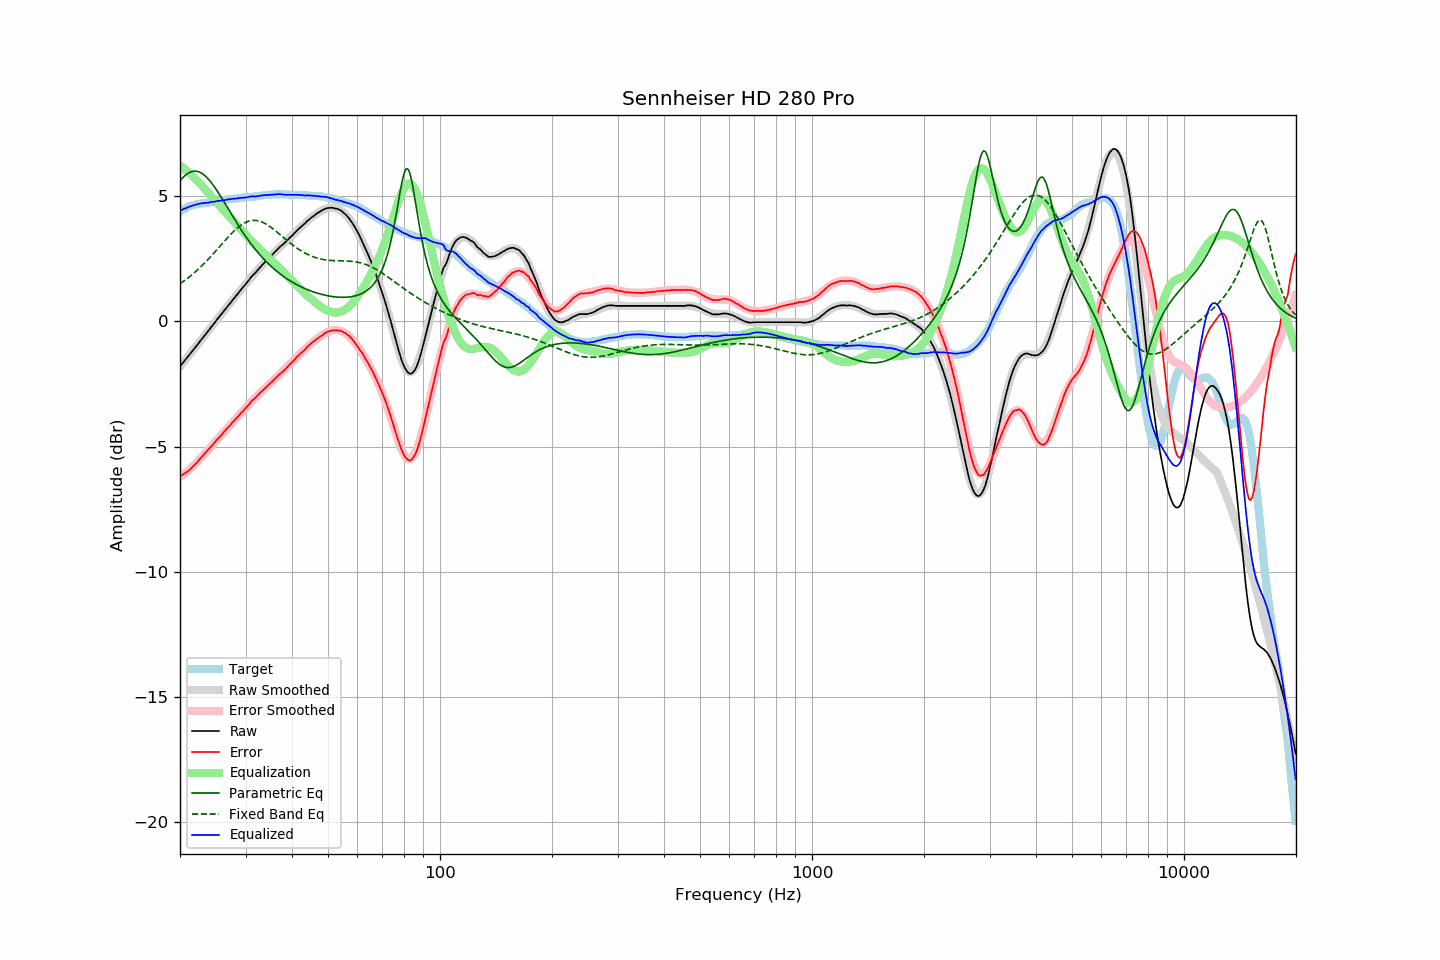 Sennheiser HD 280 Pro
Amplitude (dBr)
5
0
−5
−10
−15
−20
Target
Raw Smoothed
Error Smoothed
Raw
Error
Equalization
Parametric Eq
Fixed Band Eq
Equalized
100
1000
10000
Frequency (Hz)